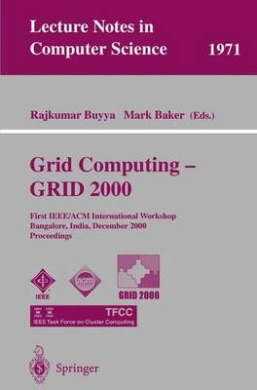 Lecture Notes in
Computer Science 1971
Rajkumar Buyya Mark Baker (Eds.)
Grid Computing –
GRID 2000
First IEEE/ACM International Workshop
Bangalore, India, December 2000
Proceedings
IEEE
acm
GRID 2000
TFCC
IEEE Task Force on Cluster Computing
Springer